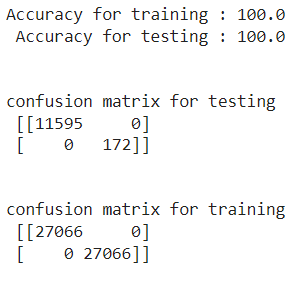 Accuracy for training : 100.0
Accuracy for testing : 100.0
confusion matrix for testing
[[11595 0]
[ 0 172]]
confusion matrix for training
[[27066 0]
[ 0 27066]]